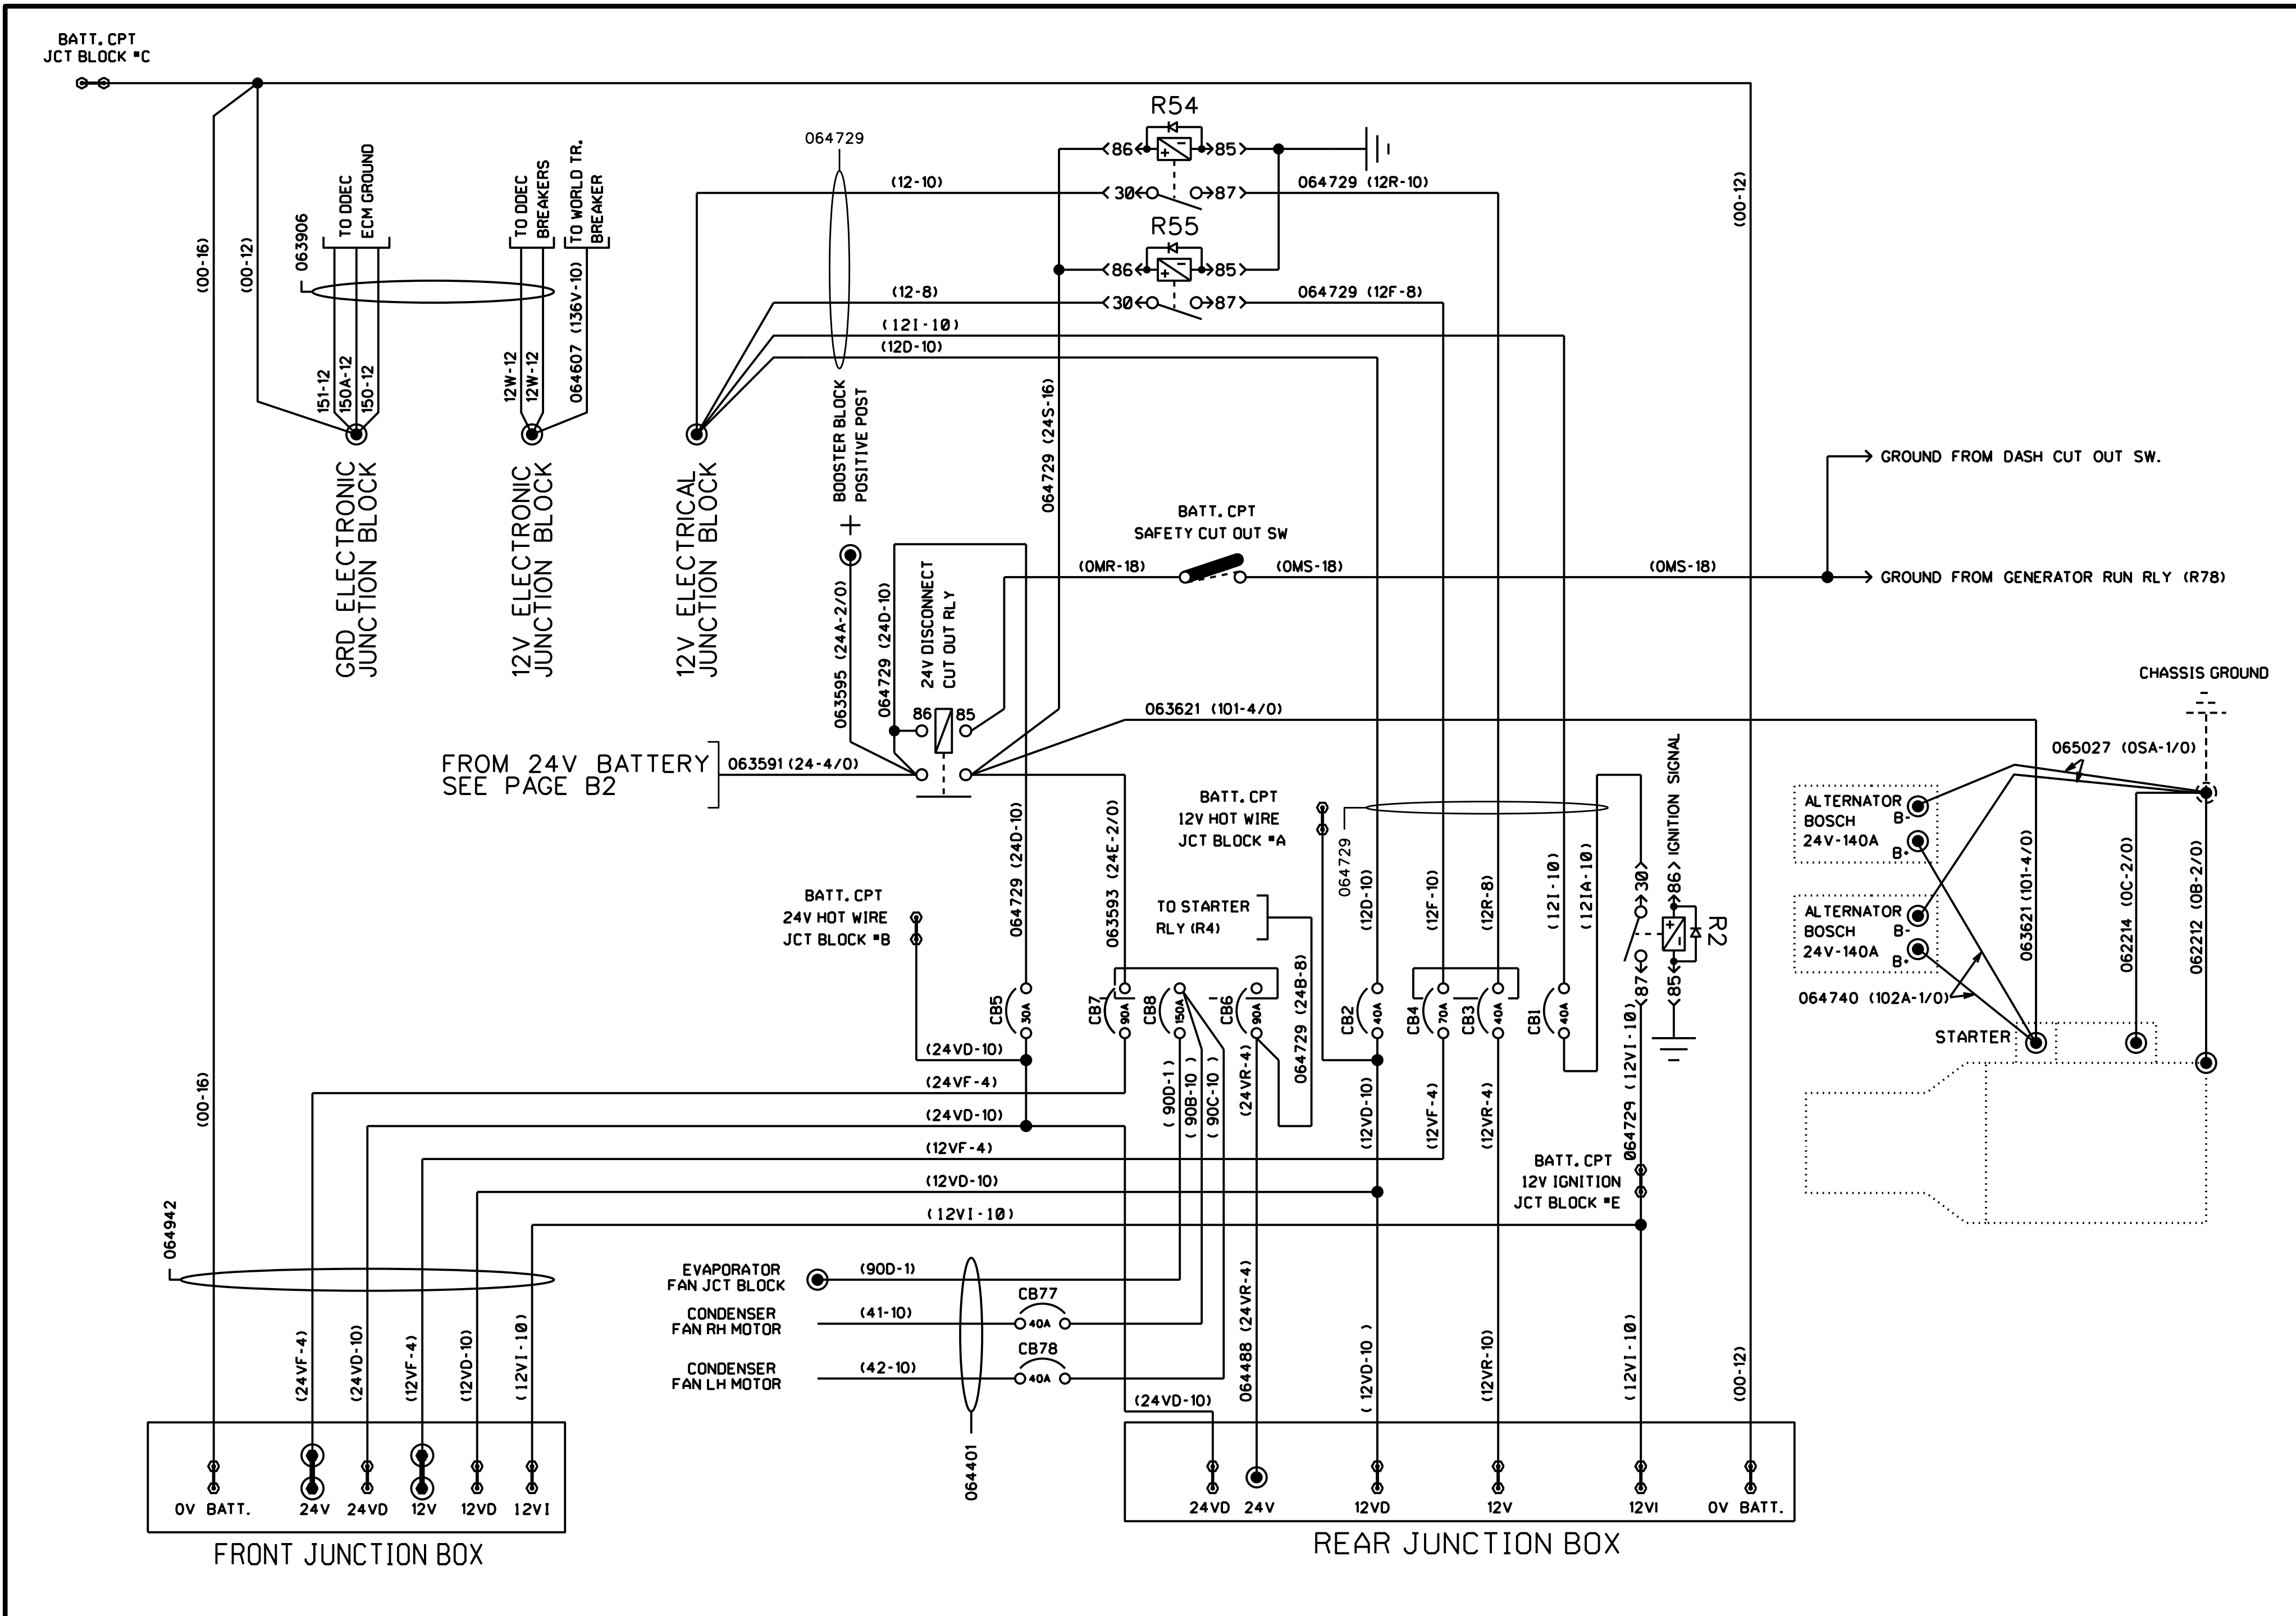 BATT. CPT
JCT BLOCK "C
R54
064729
86
85
(12-10)
30
87
064729 (12R-10)
R55
86
85
(12-8)
30
87
064729 (12F-8)
(12I-10)
(12D-10)
(00-16)
(00-12)
063906
TO DDEC
ECM GROUND
TO DDEC
BREAKERS
TO WORLD TR.
BREAKER
151-12
150A-12
150-12
12W-12
12W-12
064607 (136V-10)
(00-12)
GRD ELECTRONIC
JUNCTION BLOCK
12V ELECTRONIC
JUNCTION BLOCK
12V ELECTRICAL
JUNCTION BLOCK
BOOSTER BLOCK
POSITIVE POST
+
064729 (24S-16)
GROUND FROM DASH CUT OUT SW.
BATT. CPT
SAFETY CUT OUT SW
(0MR-18)
(0MS-18)
(0MS-18)
GROUND FROM GENERATOR RUN RLY (R78)
063595 (24A-2/0)
064729 (24D-10)
24V DISCONNECT
CUT OUT RLY
86
85
FROM 24V BATTERY
SEE PAGE B2
063591 (24-4/0)
063621 (101-4/0)
CHASSIS GROUND
065027 (0SA-1/0)
ALTERNATOR
BOSCH
24V-140A
B-
B+
ALTERNATOR
BOSCH
24V-140A
B-
B+
064740 (102A-1/0)
STARTER
063621 (101-4/0)
062214 (0C-2/0)
062212 (0B-2/0)
BATT. CPT
12V HOT WIRE
JCT BLOCK "A
064729
BATT. CPT
24V HOT WIRE
JCT BLOCK "B
064729 (24D-10)
063593 (24E-2/0)
TO STARTER
RLY (R4)
064729 (24B-8)
(12D-10)
(12F-10)
(12R-8)
(12I-10)
(12IA-10)
30
87
IGNITION SIGNAL
86
85
R2
CB5
30A
CB7
90A
CB8
150A
CB6
90A
CB2
40A
CB4
70A
CB3
40A
CB1
40A
(24VD-10)
(24VF-4)
(24VD-10)
(12VF-4)
(12VD-10)
(12VI-10)
(90D-1)
(90B-10)
(90C-10)
(24VR-4)
(12VD-10)
(12VF-4)
(12VR-4)
064729 (12VI-10)
BATT. CPT
12V IGNITION
JCT BLOCK "E
(00-16)
064942
EVAPORATOR
FAN JCT BLOCK
(90D-1)
CONDENSER
FAN RH MOTOR
(41-10)
CB77
40A
CONDENSER
FAN LH MOTOR
(42-10)
CB78
40A
064401
(24VF-4)
(24VD-10)
(12VF-4)
(12VD-10)
(12VI-10)
(24VD-10)
064488 (24VR-4)
(12VD-10)
(12VR-10)
(12VI-10)
(00-12)
0V BATT.
24V
24VD
12V
12VD
12VI
FRONT JUNCTION BOX
24VD
24V
12VD
12V
12VI
0V BATT.
REAR JUNCTION BOX